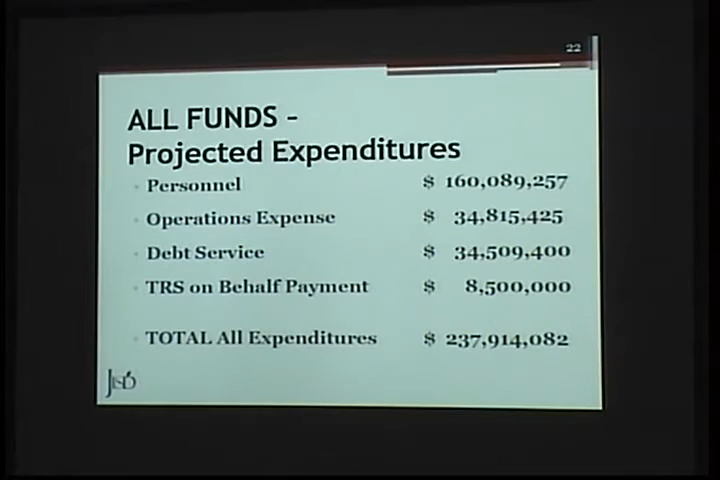 22
ALL FUNDS –
Projected Expenditures
Personnel $ 160,089,257
Operations Expense $ 34,815,425
Debt Service $ 34,509,400
TRS on Behalf Payment $ 8,500,000
TOTAL All Expenditures $ 237,914,082
JISD